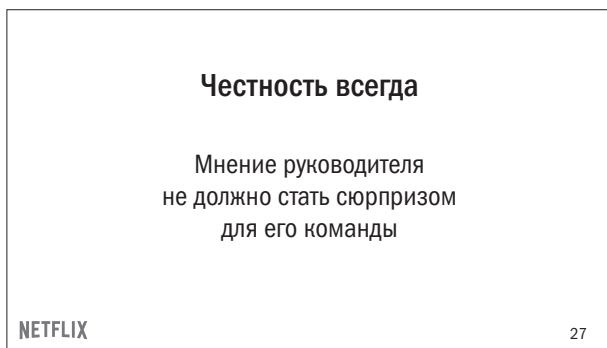 Честность всегда
Мнение руководителя
не должно стать сюрпризом
для его команды
NETFLIX
27